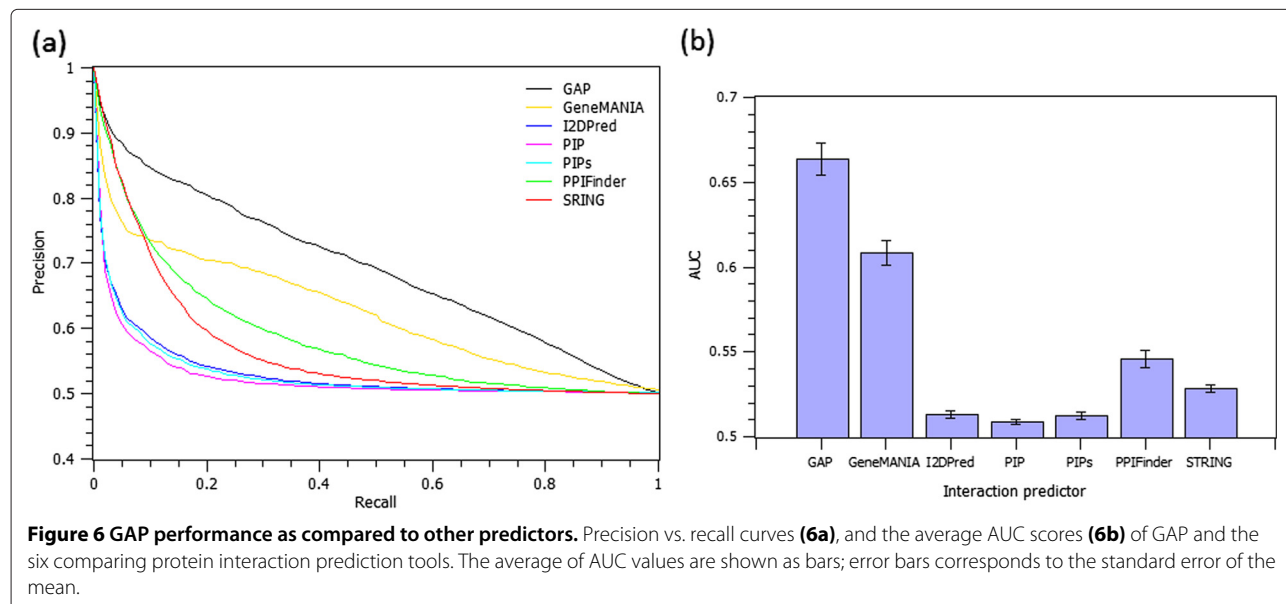 (a)
1
0.9
0.8
0.7
0.6
0.5
0.4
Precision
0
0.2
0.4
0.6
0.8
1
Recall
GAP
GeneMANIA
I2DPred
PIP
PIPs
PPIFinder
SRING
(b)
0.7
0.65
0.6
0.55
0.5
AUC
GAP
GeneMANIA
I2DPred
PIP
PIPs
PPIFinder
STRING
Interaction predictor
Figure 6 GAP performance as compared to other predictors. Precision vs. recall curves (6a), and the average AUC scores (6b) of GAP and the
six comparing protein interaction prediction tools. The average of AUC values are shown as bars; error bars corresponds to the standard error of the
mean.